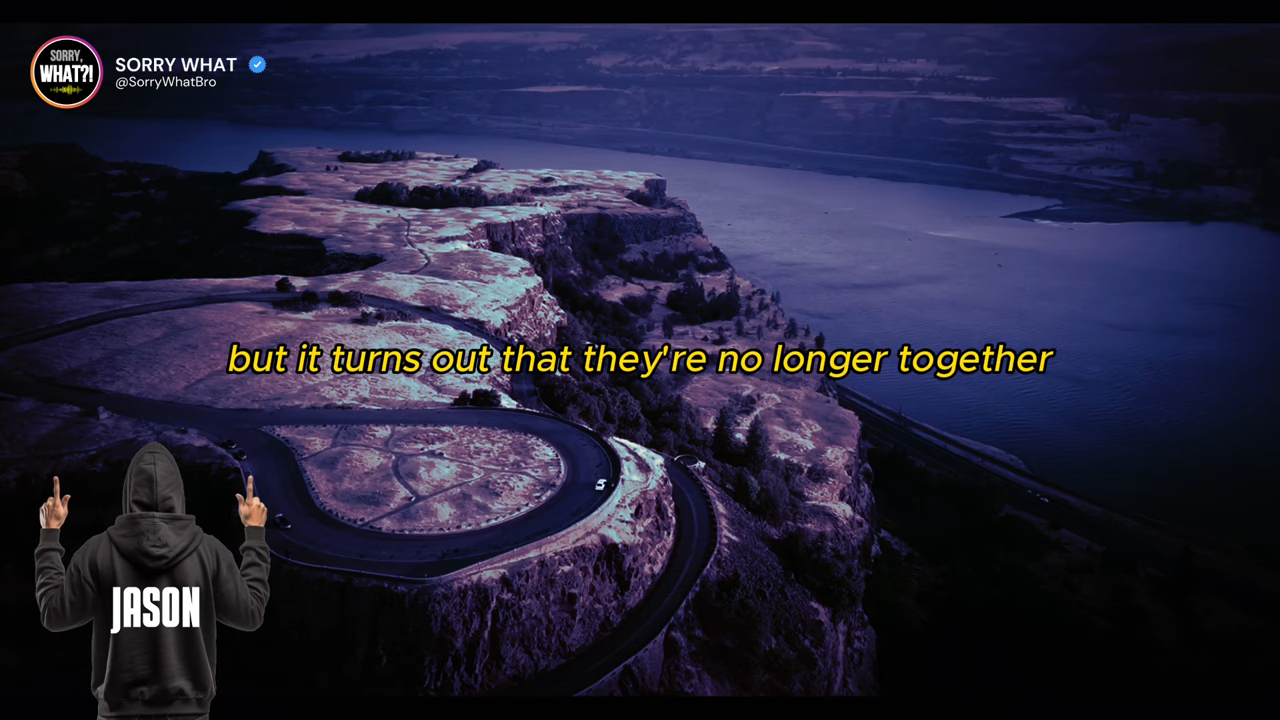 SORRY,
WHAT?!
SORRY WHAT
@SorryWhatBro
but it turns out that they're no longer together
JASON